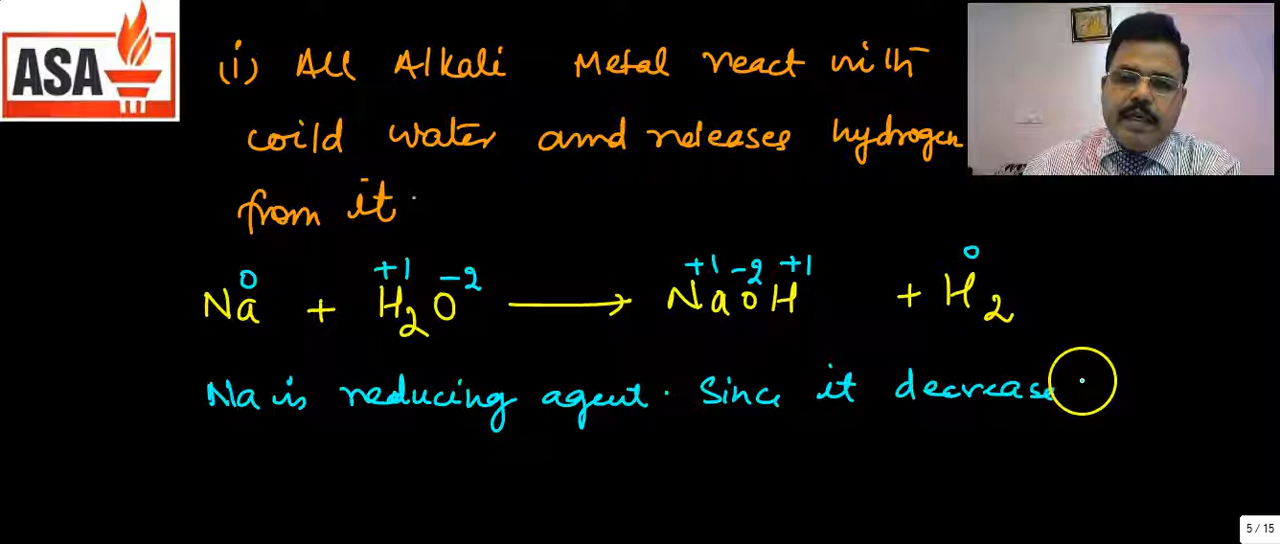 ASA
(i) All Alkali Metal react with
coild water and releases hydrogen
from it.
0 +1 -2 +1 -2 +1 0
Na + H2O ⟶ NaOH + H2
Na is reducing agent. Since it decrease
5 / 15